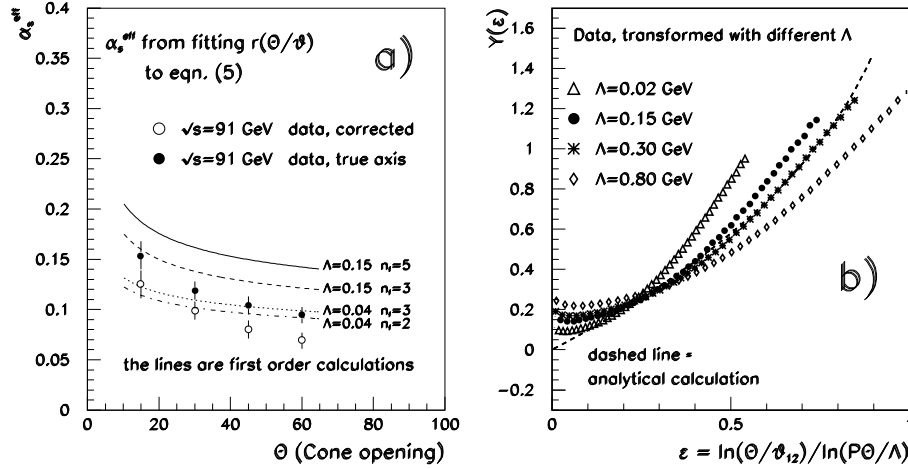 α_s^eff
0.4
0.35
0.3
0.25
0.2
0.15
0.1
0.05
0
α_s^eff from fitting r(Θ/ϑ)
to eqn. (5)
a)
√s=91 GeV data, corrected
√s=91 GeV data, true axis
Λ=0.15 n_f=5
Λ=0.15 n_f=3
Λ=0.04 n_f=3
Λ=0.04 n_f=2
the lines are first order calculations
0 20 40 60 80 100
Θ (Cone opening)
Y(ε)
1.6
1.4
1.2
1
0.8
0.6
0.4
0.2
0
−0.2
Data, transformed with different Λ
Λ=0.02 GeV
Λ=0.15 GeV
Λ=0.30 GeV
Λ=0.80 GeV
b)
dashed line =
analytical calculation
0 0.5 1
ε = ln(Θ/ϑ₁₂)/ln(PΘ/Λ)